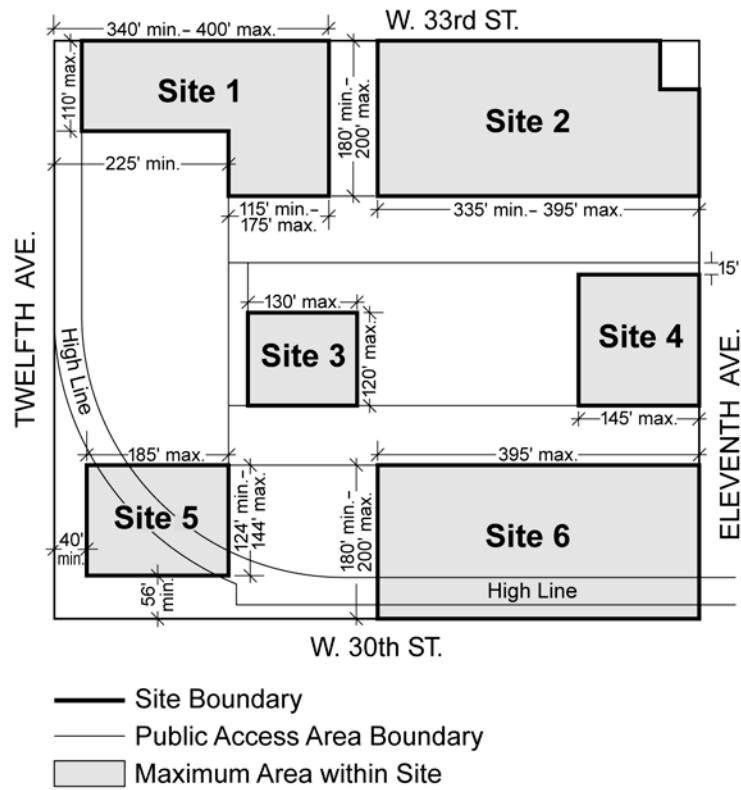 W. 33rd ST.
340' min.– 400' max.
110' max.
Site 1
180' min.–
200' max.
Site 2
225' min.
115' min.–
175' max.
335' min.– 395' max.
15'
TWELFTH AVE.
High Line
130' max.
Site 3
120' max.
Site 4
145' max.
ELEVENTH AVE.
185' max.
395' max.
Site 5
124' min.–
144' max.
180' min.–
200' max.
Site 6
40'
min.
56'
min.
High Line
W. 30th ST.
Site Boundary
Public Access Area Boundary
Maximum Area within Site